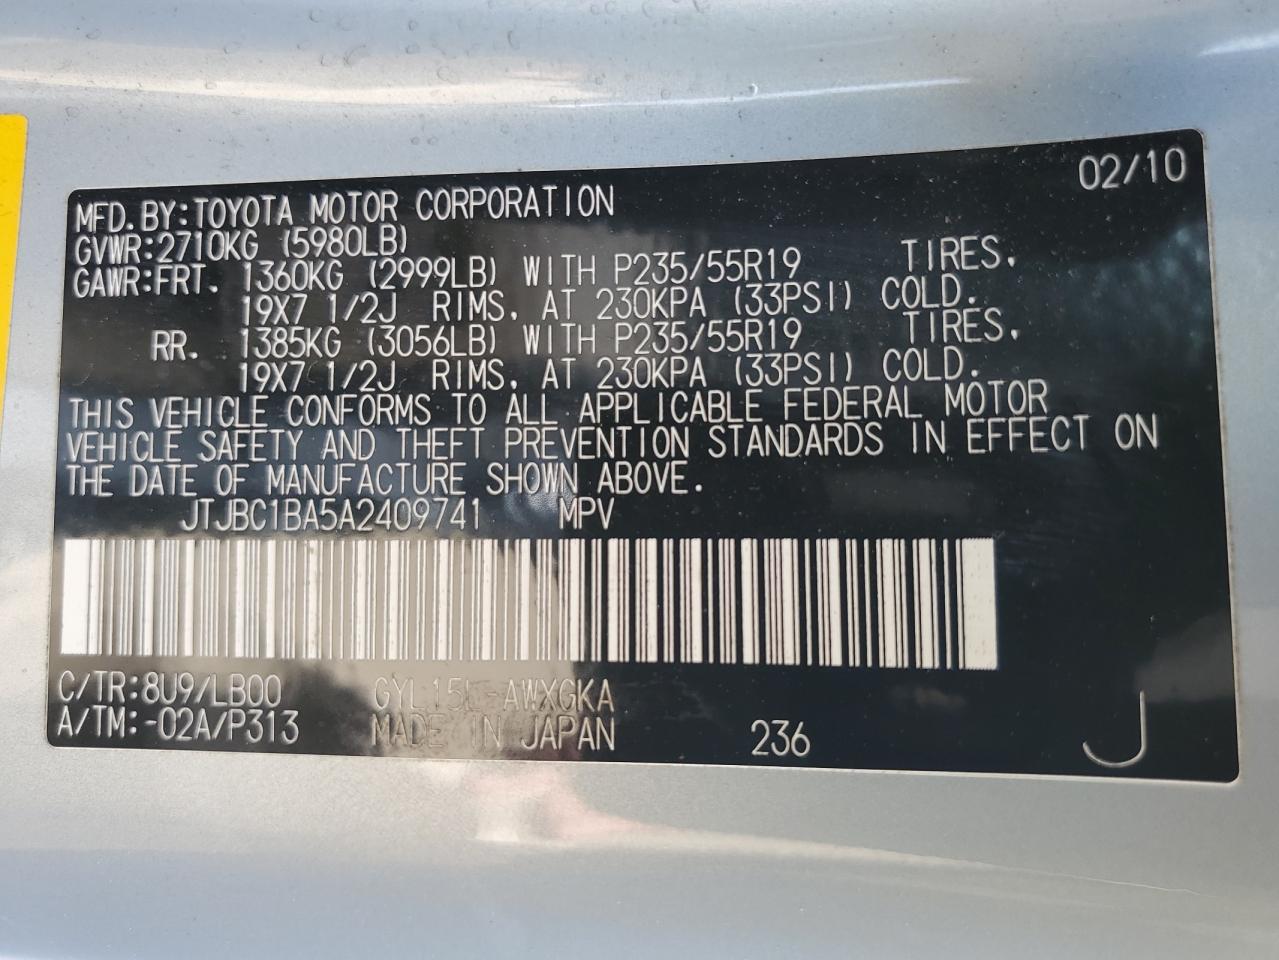 02/10
MFD.BY:TOYOTA MOTOR CORPORATION
GVWR:2710KG (5980LB)
GAWR:FRT. 1360KG (2999LB) WITH P235/55R19 TIRES,
19X7 1/2J RIMS, AT 230KPA (33PSI) COLD.
RR. 1385KG (3056LB) WITH P235/55R19 TIRES,
19X7 1/2J RIMS, AT 230KPA (33PSI) COLD.
THIS VEHICLE CONFORMS TO ALL APPLICABLE FEDERAL MOTOR
VEHICLE SAFETY AND THEFT PREVENTION STANDARDS IN EFFECT ON
THE DATE OF MANUFACTURE SHOWN ABOVE.
JTJBC1BA5A2409741 MPV
C/TR:8U9/LB00 GYL15L-AWXGKA
A/TM:-02A/P313 MADE IN JAPAN 236 J